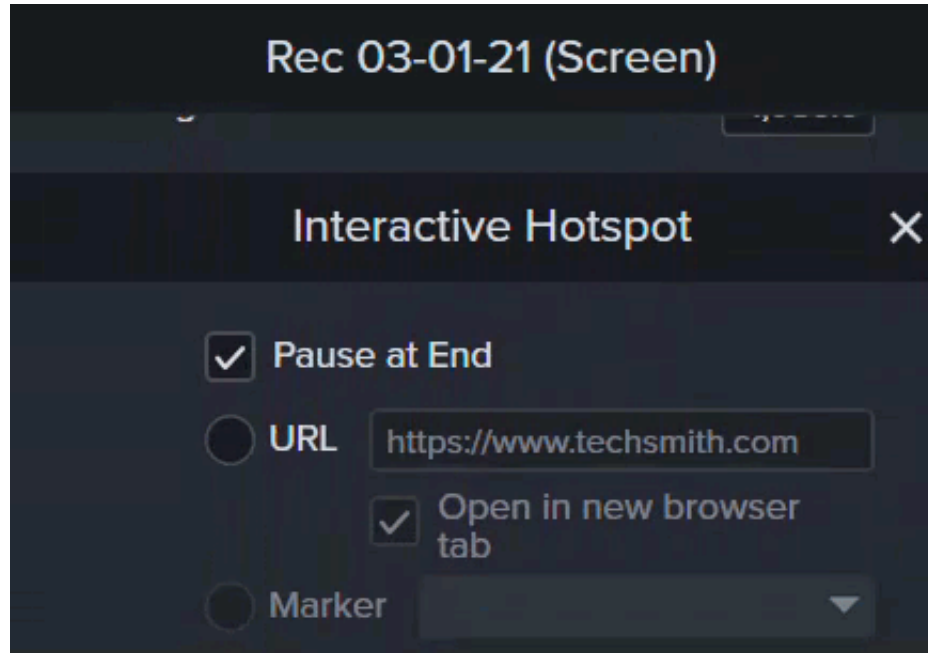 Rec 03-01-21 (Screen)
Interactive Hotspot
Pause at End
URL https://www.techsmith.com
Open in new browser
tab
Marker